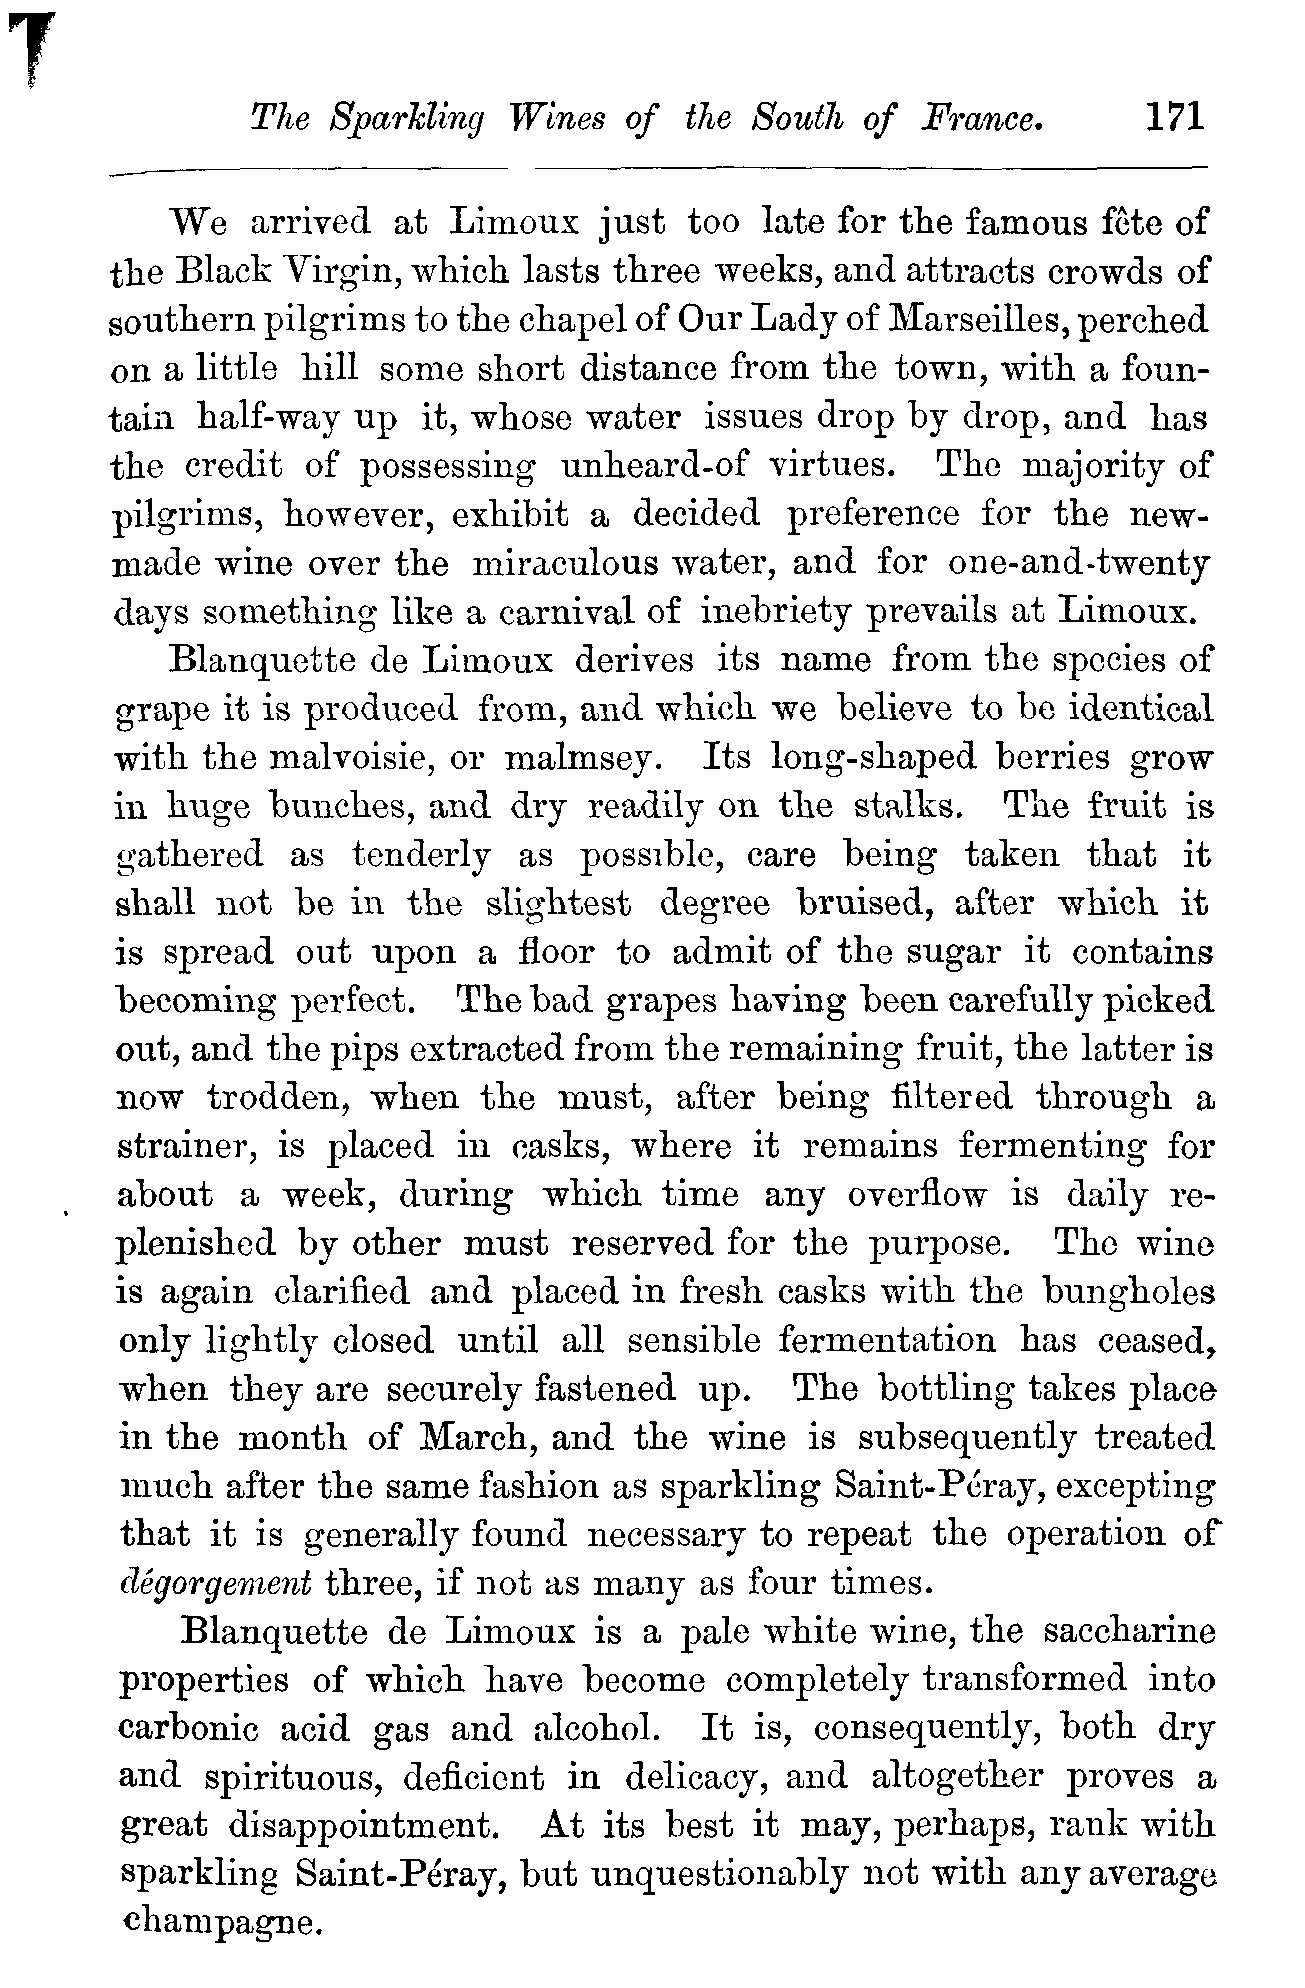 The Sparkling Wines of the South of France. 171
We arrived at Limoux just too late for the famous fête of
the Black Virgin, which lasts three weeks, and attracts crowds of
southern pilgrims to the chapel of Our Lady of Marseilles, perched
on a little hill some short distance from the town, with a foun-
tain half-way up it, whose water issues drop by drop, and has
the credit of possessing unheard-of virtues. The majority of
pilgrims, however, exhibit a decided preference for the new-
made wine over the miraculous water, and for one-and-twenty
days something like a carnival of inebriety prevails at Limoux.
Blanquette de Limoux derives its name from the species of
grape it is produced from, and which we believe to be identical
with the malvoisie, or malmsey. Its long-shaped berries grow
in huge bunches, and dry readily on the stalks. The fruit is
gathered as tenderly as possible, care being taken that it
shall not be in the slightest degree bruised, after which it
is spread out upon a floor to admit of the sugar it contains
becoming perfect. The bad grapes having been carefully picked
out, and the pips extracted from the remaining fruit, the latter is
now trodden, when the must, after being filtered through a
strainer, is placed in casks, where it remains fermenting for
about a week, during which time any overflow is daily re-
plenished by other must reserved for the purpose. The wine
is again clarified and placed in fresh casks with the bungholes
only lightly closed until all sensible fermentation has ceased,
when they are securely fastened up. The bottling takes place
in the month of March, and the wine is subsequently treated
much after the same fashion as sparkling Saint-Péray, excepting
that it is generally found necessary to repeat the operation of
dégorgement three, if not as many as four times.
Blanquette de Limoux is a pale white wine, the saccharine
properties of which have become completely transformed into
carbonic acid gas and alcohol. It is, consequently, both dry
and spirituous, deficient in delicacy, and altogether proves a
great disappointment. At its best it may, perhaps, rank with
sparkling Saint-Péray, but unquestionably not with any average
champagne.